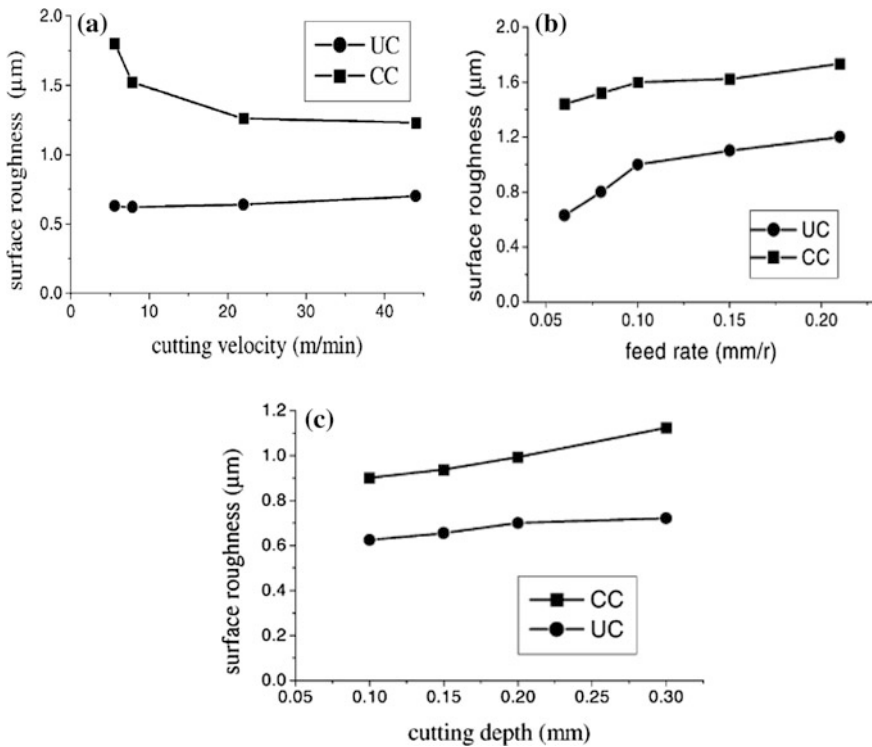 (a)
UC
CC
surface roughness (μm)
2.0
1.5
1.0
0.5
0.0
0 10 20 30 40
cutting velocity (m/min)
(b)
surface roughness (μm)
2.0
1.6
1.2
0.8
0.4
0.0
UC
CC
0.05 0.10 0.15 0.20
feed rate (mm/r)
(c)
surface roughness (μm)
1.2
1.0
0.8
0.6
0.4
0.2
0.0
CC
UC
0.05 0.10 0.15 0.20 0.25 0.30
cutting depth (mm)